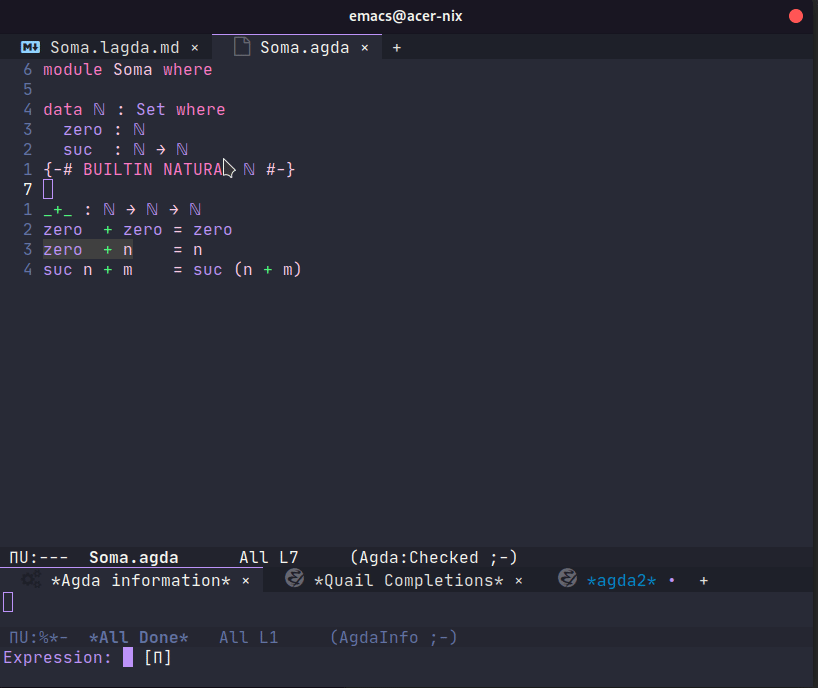 emacs@acer-nix
M↓ Soma.lagda.md × Soma.agda × +
6 module Soma where
5
4 data ℕ : Set where
3   zero : ℕ
2   suc  : ℕ → ℕ
1 {-# BUILTIN NATURA ℕ #-}
7
1 _+_ : ℕ → ℕ → ℕ
2 zero  + zero = zero
3 zero  + n    = n
4 suc n + m    = suc (n + m)
ΠU:---  Soma.agda      All L7     (Agda:Checked ;-)
*Agda information* × *Quail Completions* × *agda2* • +
ΠU:%*-  *All Done*   All L1     (AgdaInfo ;-)
Expression: [Π]